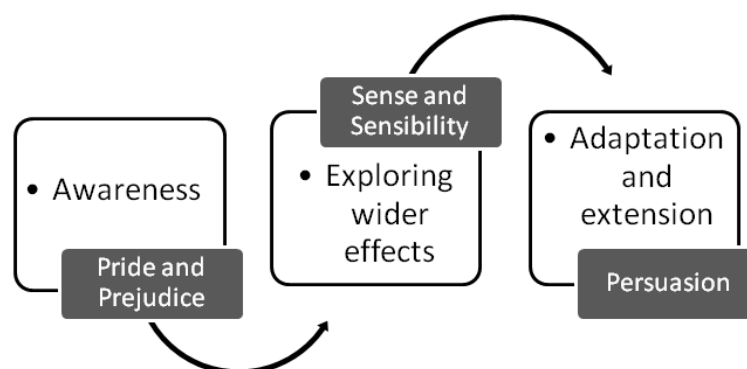 • Awareness
Pride and
Prejudice
Sense and
Sensibility
• Exploring
wider
effects
• Adaptation
and
extension
Persuasion